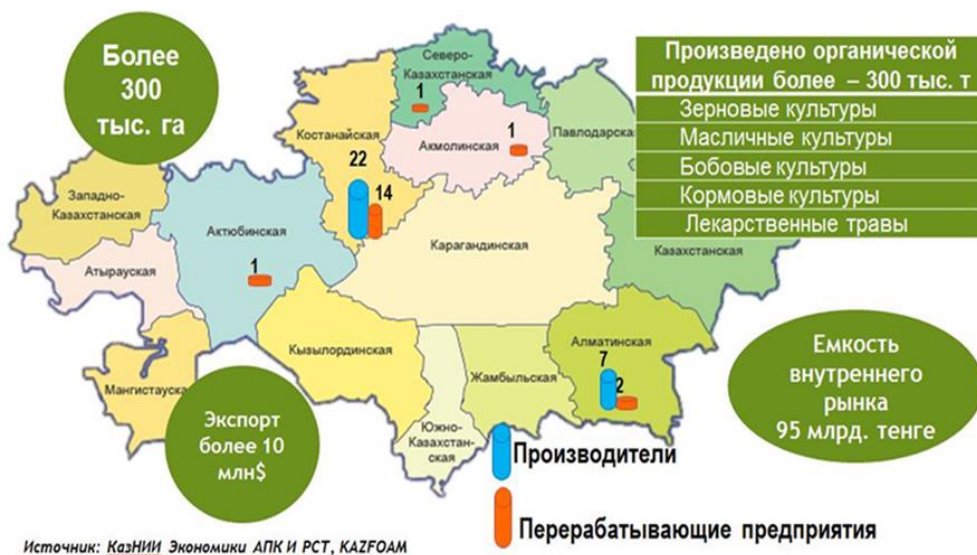 Более
300
тыс. га
Северо-
Казахстанская
1
Костанайская
22
14
Акмолинская
1
Павлодарская
Произведено органической
продукции более – 300 тыс. т
Зерновые культуры
Масличные культуры
Бобовые культуры
Кормовые культуры
Лекарственные травы
Западно-
Казахстанская
Актюбинская
1
Атырауская
Карагандинская
Казахстанская
Мангистауска
Кызылординская
Южно-
Казахстан-
ская
Жамбыльская
Алматинская
7
2
Экспорт
более 10
млн$
Емкость
внутреннего
рынка
95 млрд. тенге
Производители
Перерабатывающие предприятия
Источник: КазНИИ Экономики АПК И РСТ, KAZFOAM